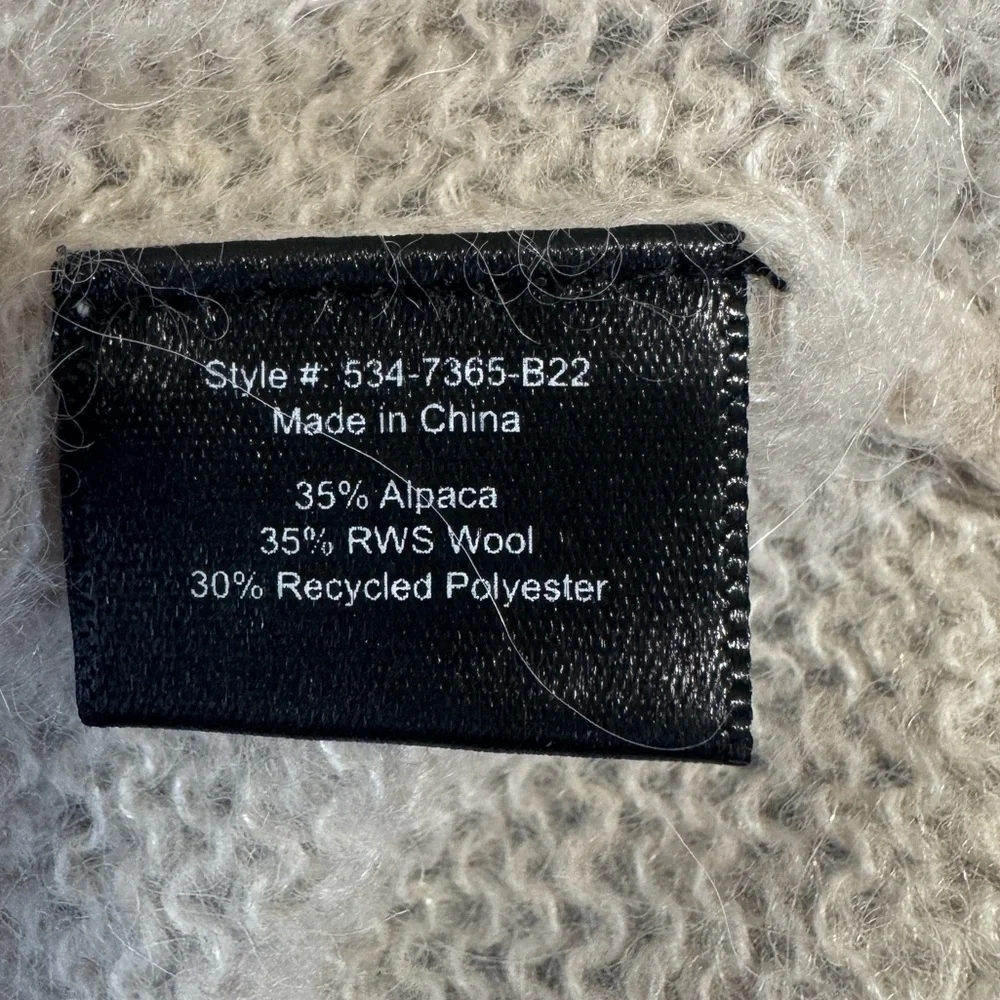 Style # 534-7365-B22
Made in China
35% Alpaca
35% RWS Wool
30% Recycled Polyester